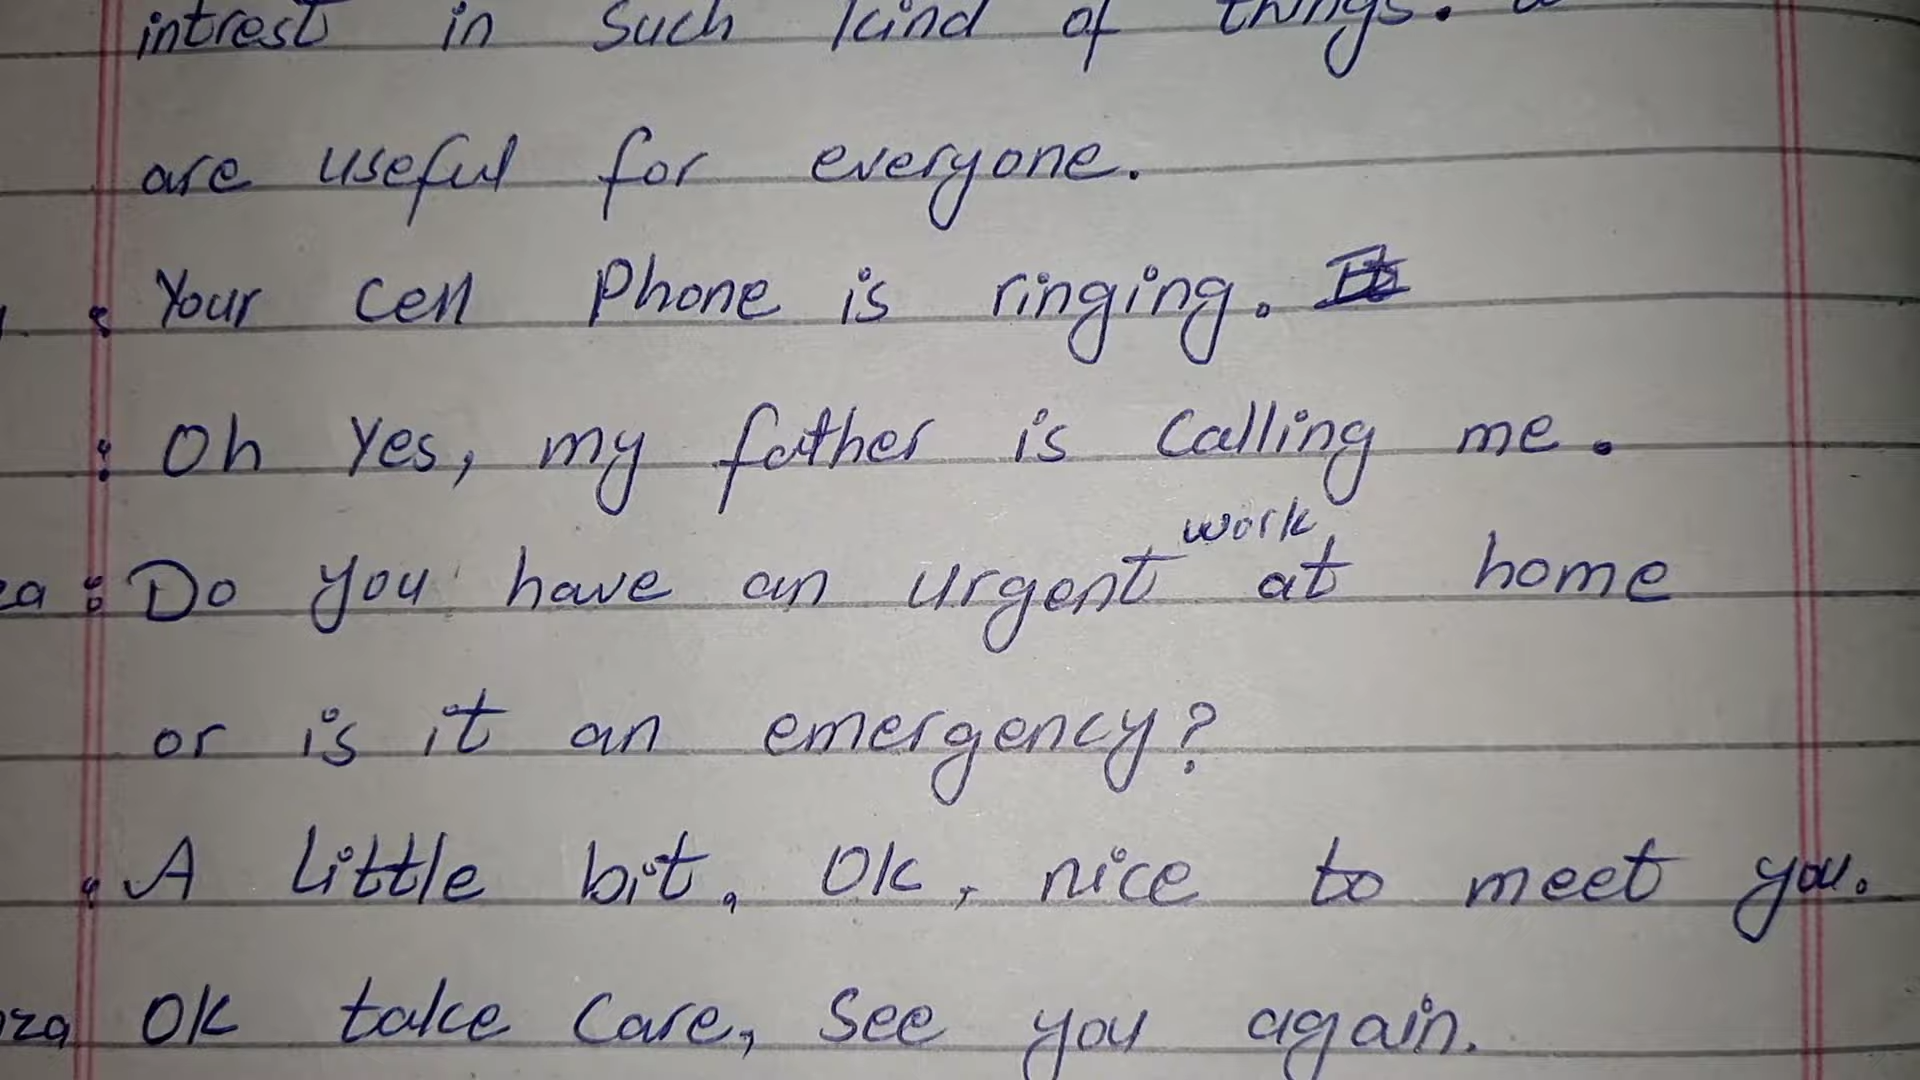 intrest in such kind of things.
are useful for everyone.
: Your cell Phone is ringing.
: Oh Yes, my father is Calling me.
za : Do you have an urgent work at home
or is it an emergency?
: A little bit, OK, nice to meet you.
za OK take Care, See you again.